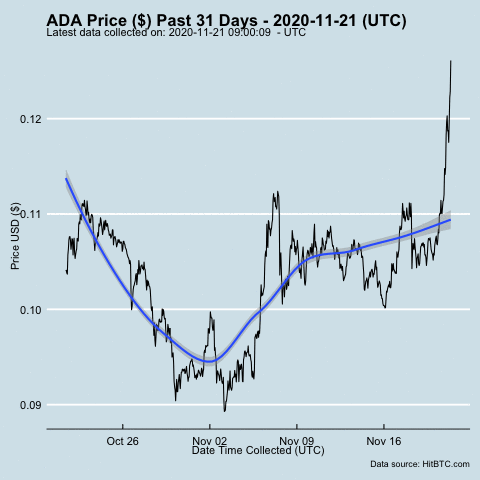 ADA Price ($) Past 31 Days - 2020-11-21 (UTC)
Latest data collected on: 2020-11-21 09:00:09 - UTC
Price USD ($)
0.12
0.11
0.10
0.09
Oct 26 Nov 02 Nov 09 Nov 16
Date Time Collected (UTC)
Data source: HitBTC.com